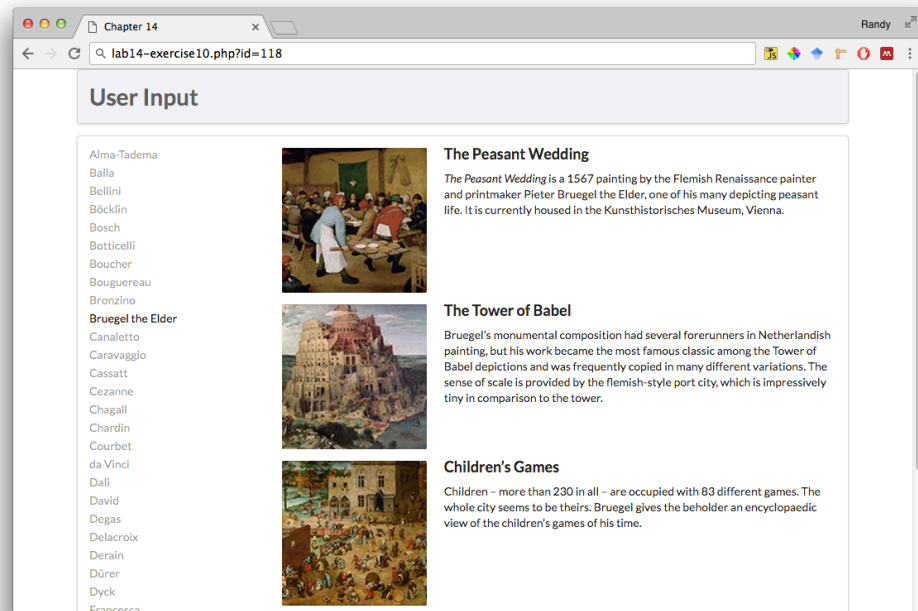 Chapter 14
Randy
lab14-exercise10.php?id=118
JS
User Input
Alma-Tadema
Balla
Bellini
Böcklin
Bosch
Botticelli
Boucher
Bouguereau
Bronzino
Bruegel the Elder
Canaletto
Caravaggio
Cassatt
Cezanne
Chagall
Chardin
Courbet
da Vinci
Dali
David
Degas
Delacroix
Derain
Dürer
Dyck
Francesca
The Peasant Wedding
The Peasant Wedding is a 1567 painting by the Flemish Renaissance painter
and printmaker Pieter Bruegel the Elder, one of his many depicting peasant
life. It is currently housed in the Kunsthistorisches Museum, Vienna.
The Tower of Babel
Bruegel's monumental composition had several forerunners in Netherlandish
painting, but his work became the most famous classic among the Tower of
Babel depictions and was frequently copied in many different variations. The
sense of scale is provided by the flemish-style port city, which is impressively
tiny in comparison to the tower.
Children's Games
Children – more than 230 in all – are occupied with 83 different games. The
whole city seems to be theirs. Bruegel gives the beholder an encyclopaedic
view of the children's games of his time.